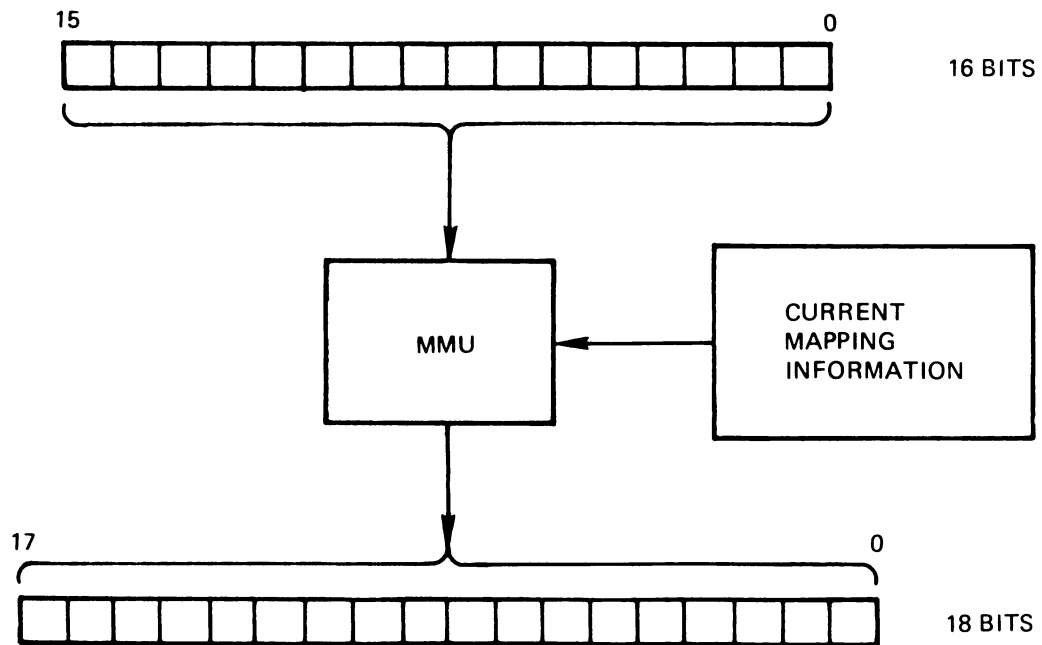 15 0
16 BITS
MMU
CURRENT
MAPPING
INFORMATION
17 0
18 BITS